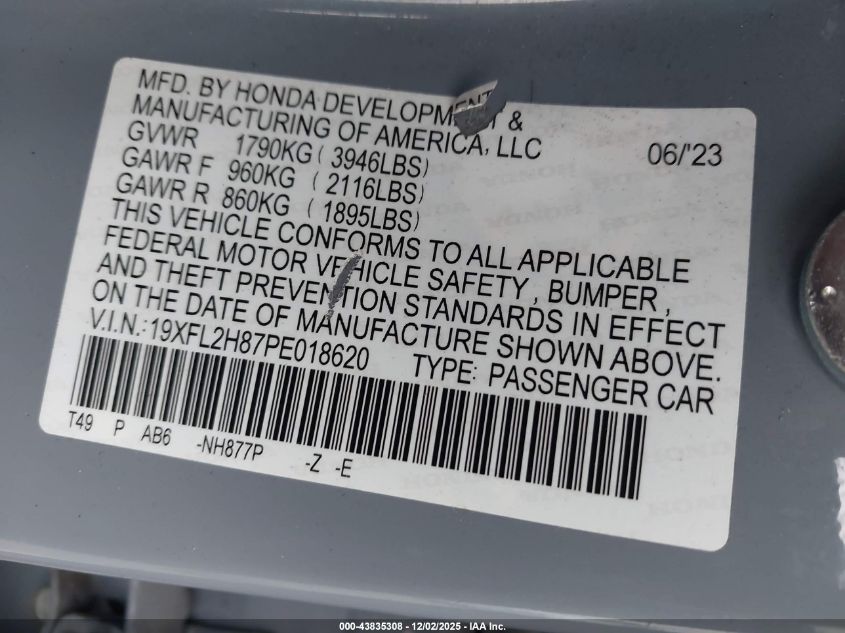 MFD. BY HONDA DEVELOPMENT &
MANUFACTURING OF AMERICA, LLC 06/'23
GVWR 1790KG ( 3946LBS)
GAWR F 960KG ( 2116LBS)
GAWR R 860KG ( 1895LBS)
THIS VEHICLE CONFORMS TO ALL APPLICABLE
FEDERAL MOTOR VEHICLE SAFETY , BUMPER ,
AND THEFT PREVENTION STANDARDS IN EFFECT
ON THE DATE OF MANUFACTURE SHOWN ABOVE.
V.I.N.: 19XFL2H87PE018620 TYPE: PASSENGER CAR
T49 P AB6 -NH877P -Z -E
000-43835308 - 12/02/2025 - IAA Inc.